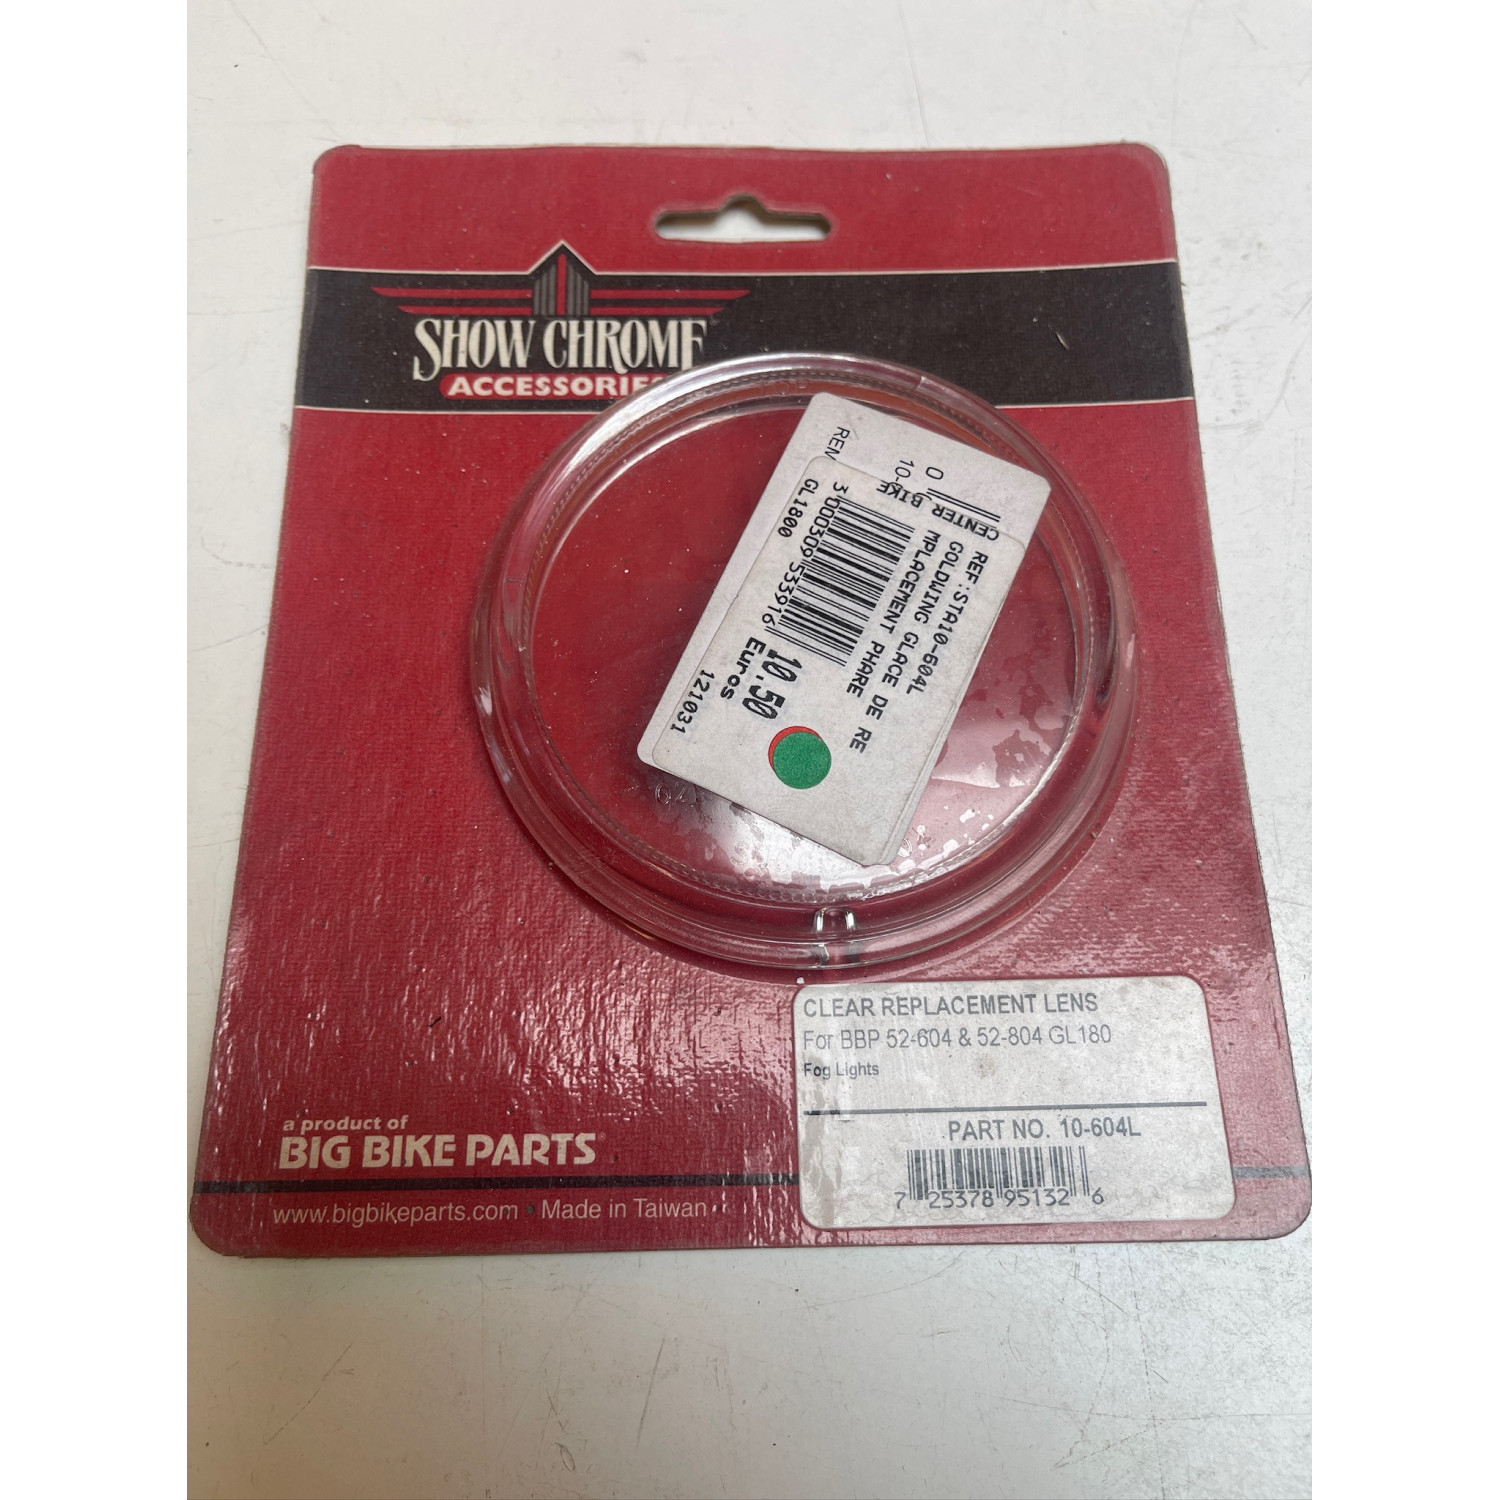 SHOW CHROME
ACCESSORIES
CENTER BIKE
REF:STA10-604L
GOLDWING GLACE DE RE
MPLACEMENT PHARE
3 000309 533916
GL1800
10,50
Euros
121031
CLEAR REPLACEMENT LENS
For BBP 52-604 & 52-804 GL180
Fog Lights
PART NO. 10-604L
7 25378 95132 6
a product of
BIG BIKE PARTS
www.bigbikeparts.com • Made in Taiwan